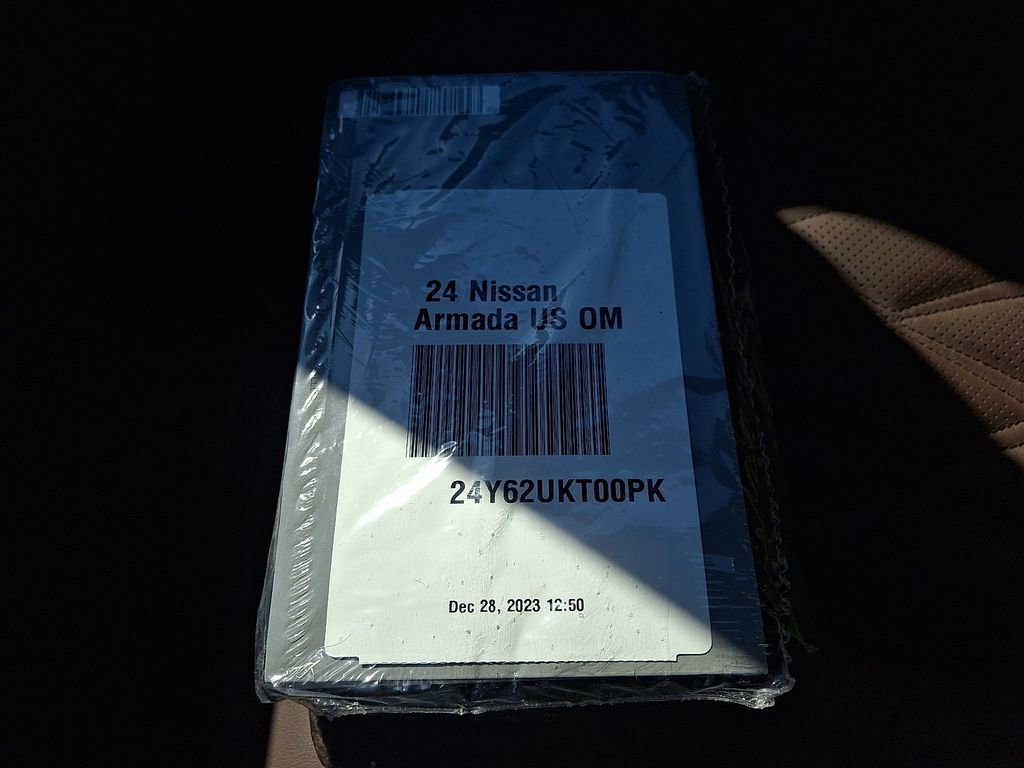 24 Nissan
Armada US OM
24Y62UKT00PK
Dec 28, 2023 12:50